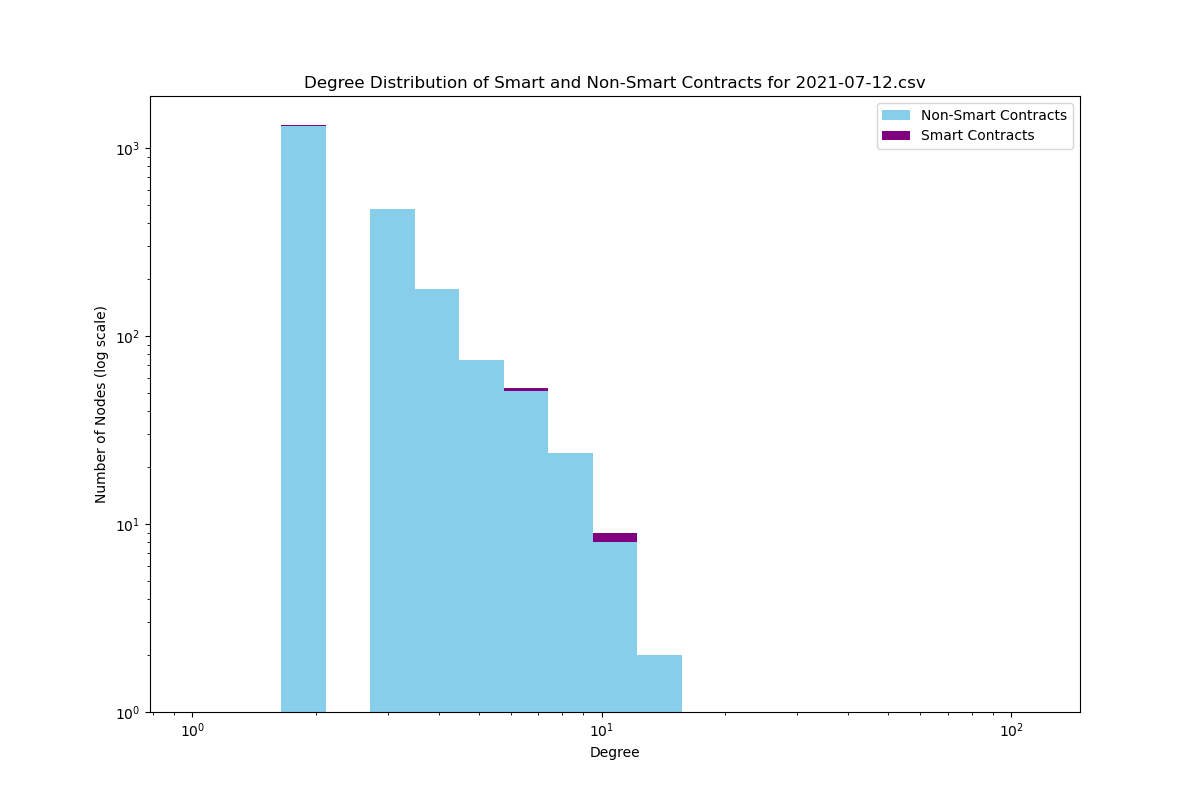 Degree Distribution of Smart and Non-Smart Contracts for 2021-07-12.csv
Non-Smart Contracts
Smart Contracts
10³
10²
10¹
10⁰
Number of Nodes (log scale)
10⁰ 10¹ 10²
Degree